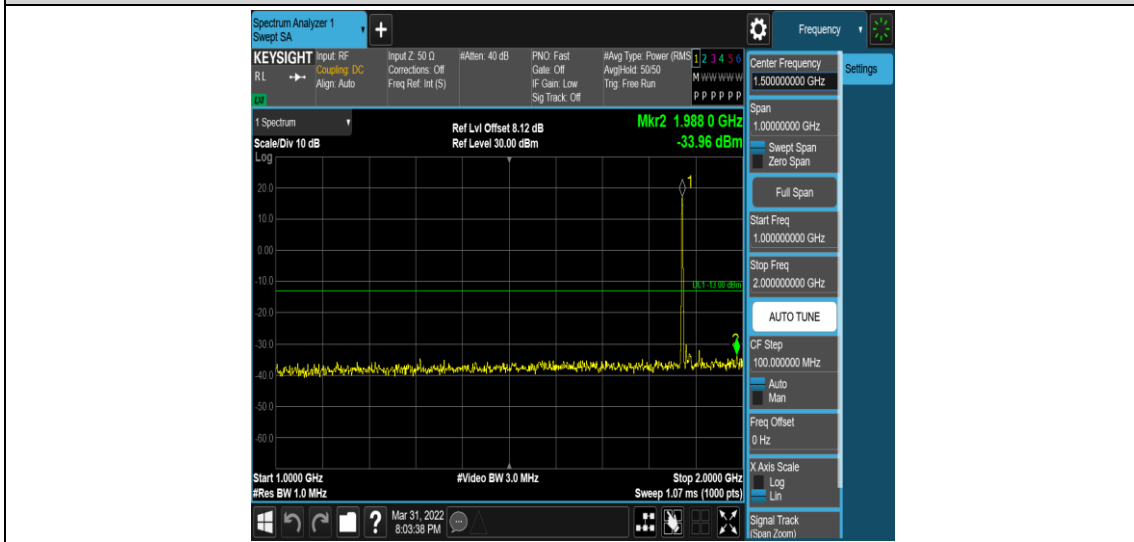 Spectrum Analyzer 1
Swept SA
+
Frequency
KEYSIGHT
RL
LXI
Input: RF
Coupling: DC
Align: Auto
Input Z: 50 Ω
Corrections: Off
Freq Ref: Int (S)
#Atten: 40 dB
PNO: Fast
Gate: Off
IF Gain: Low
Sig Track: Off
#Avg Type: Power (RMS
Avg|Hold: 50/50
Trig: Free Run
1 2 3 4 5 6
M W W W W W
P P P P P P
1 Spectrum
Scale/Div 10 dB
Log
Ref Lvl Offset 8.12 dB
Ref Level 30.00 dBm
Mkr2 1.988 0 GHz
-33.96 dBm
20.0
10.0
0.00
-10.0
-20.0
-30.0
-40.0
-50.0
-60.0
1
DL1 -13.00 dBm
2
Start 1.0000 GHz
#Res BW 1.0 MHz
#Video BW 3.0 MHz
Stop 2.0000 GHz
Sweep 1.07 ms (1000 pts)
?
Mar 31, 2022
8:03:38 PM
Center Frequency
1.500000000 GHz
Settings
Span
1.00000000 GHz
Swept Span
Zero Span
Full Span
Start Freq
1.000000000 GHz
Stop Freq
2.000000000 GHz
AUTO TUNE
CF Step
100.000000 MHz
Auto
Man
Freq Offset
0 Hz
X Axis Scale
Log
Lin
Signal Track
(Span Zoom)